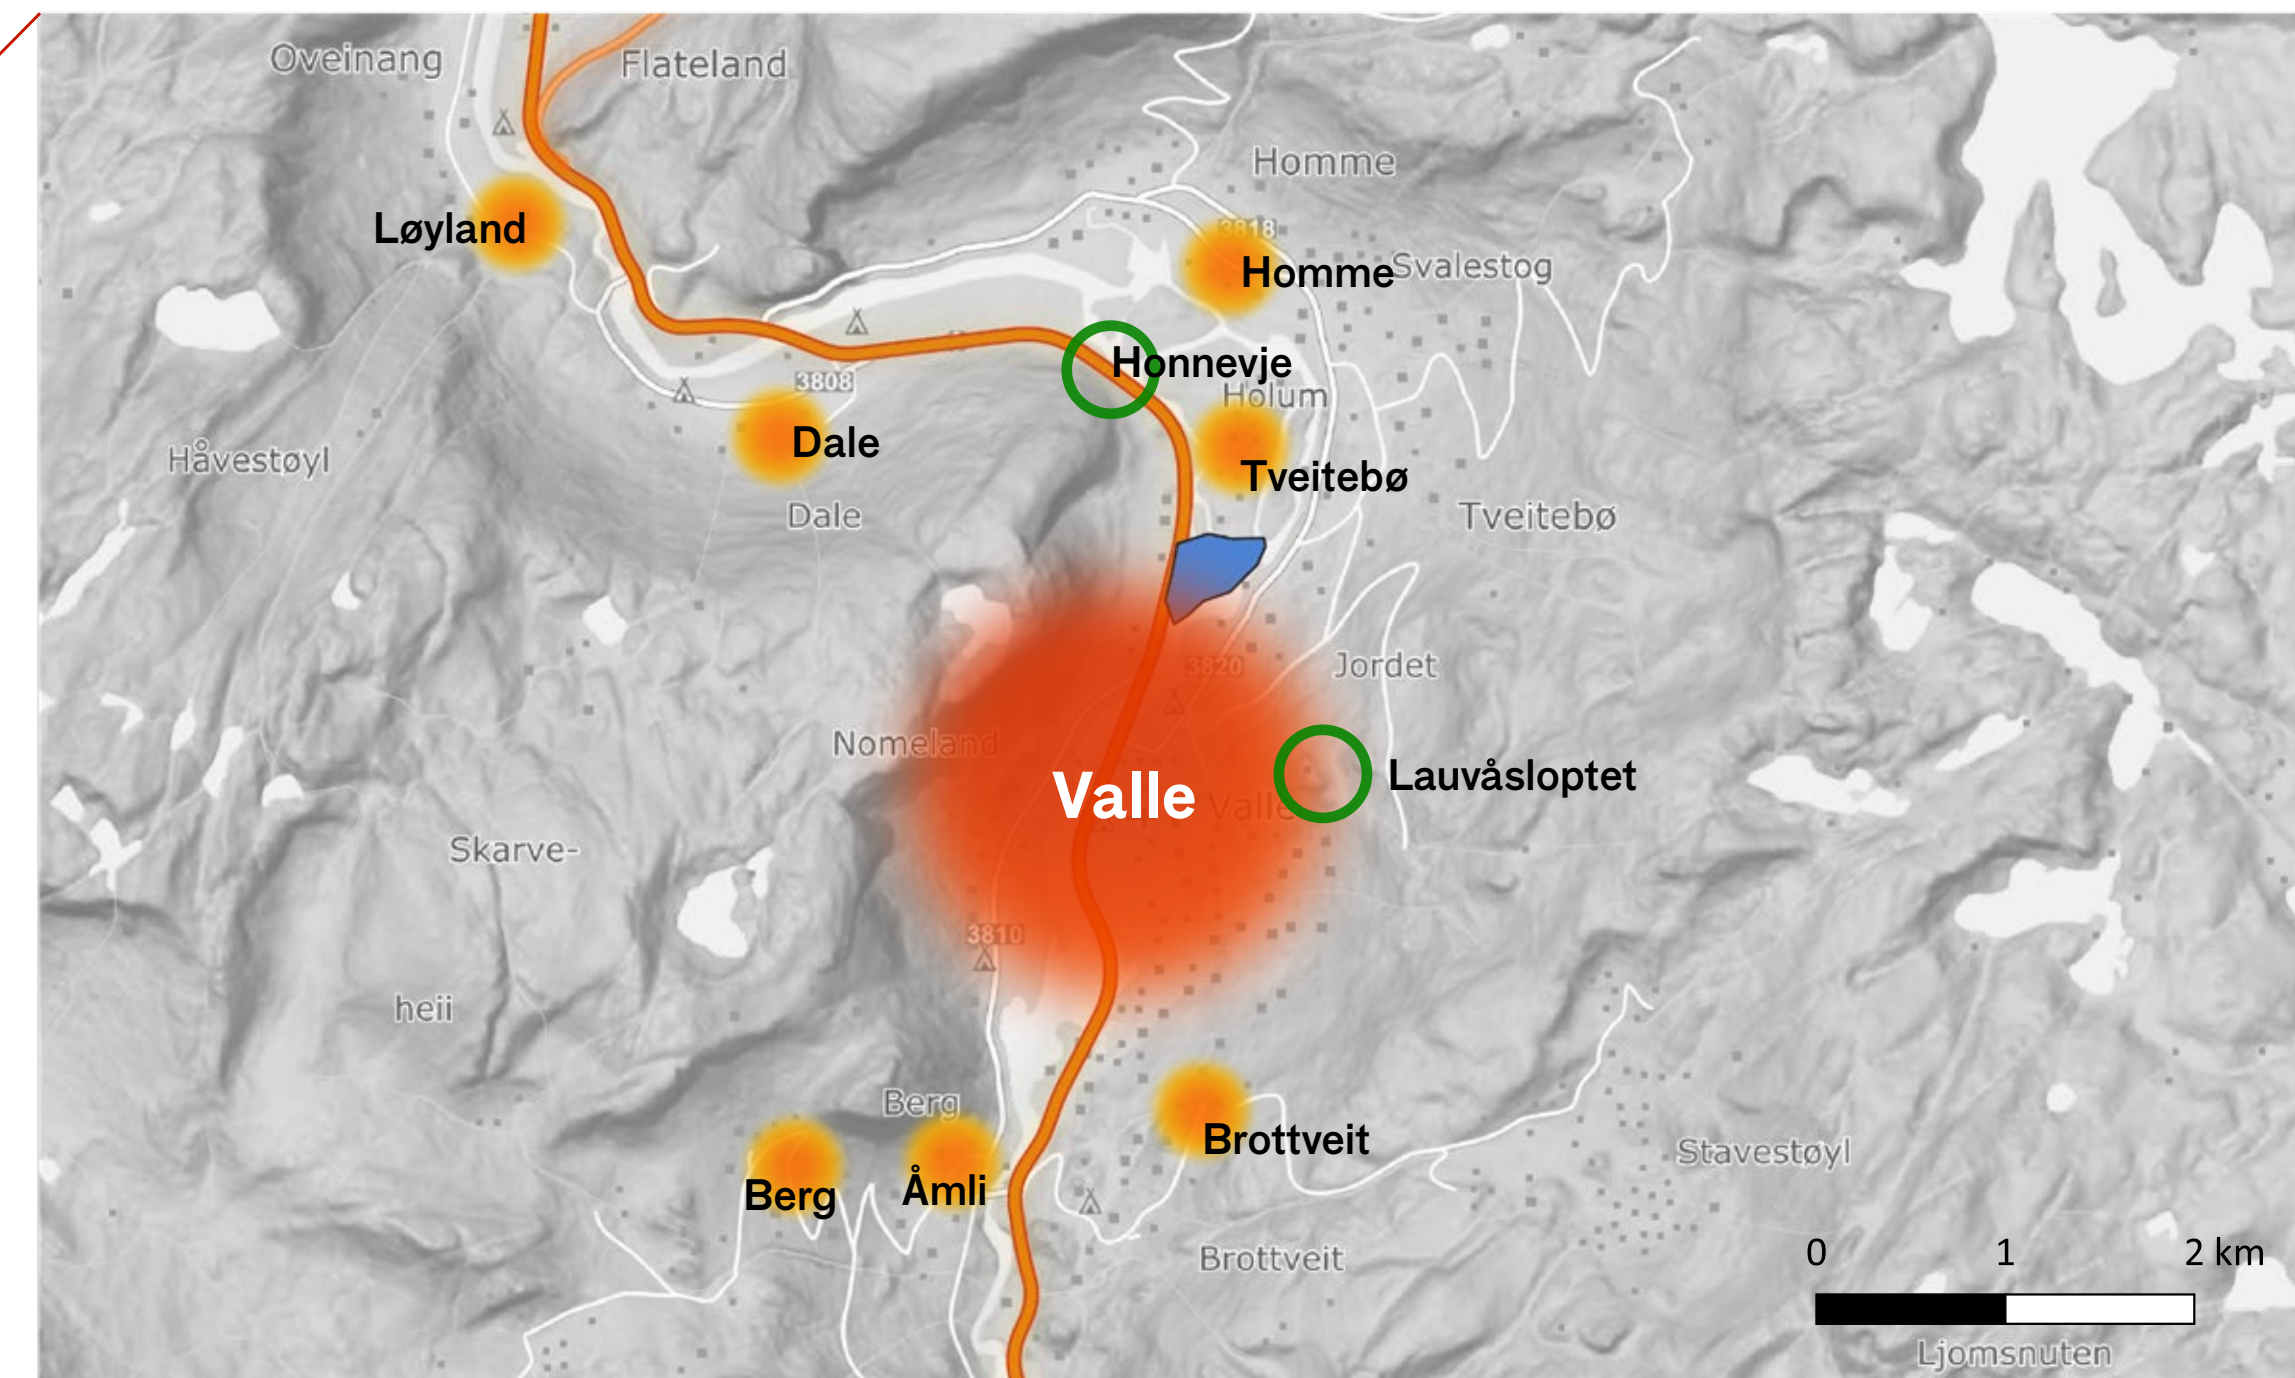 Oveinang
Flateland
Homme
3818
Løyland
Homme
Svalestog
Honnevje
3808
Holum
Dale
Håvestøyl
Tveitebø
Dale
Tveitebø
3820
Jordet
Nomeland
Valle
Valle
Lauvåsloptet
Skarve-
3810
heii
Berg
Brottveit
Stavestøyl
Berg
Åmli
Brottveit
0 1 2 km
Ljomsnuten